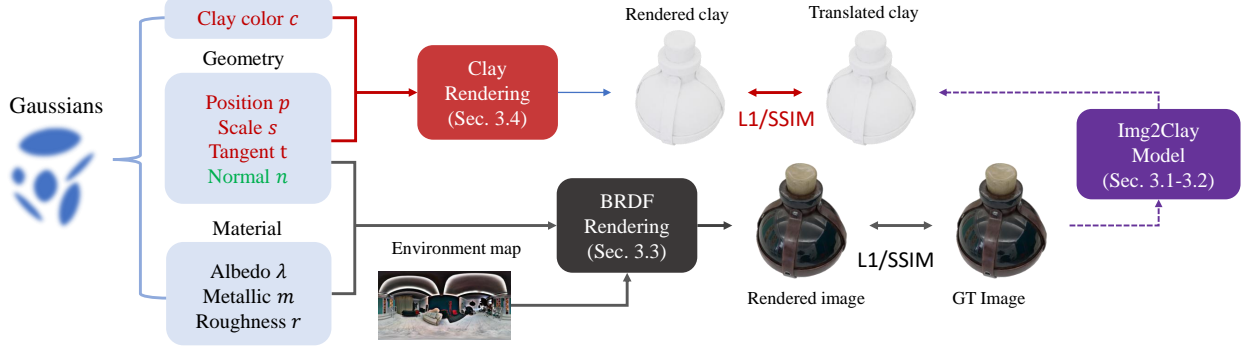 Gaussians
Clay color c
Geometry
Position p
Scale s
Tangent t
Normal n
Material
Albedo λ
Metallic m
Roughness r
Clay
Rendering
(Sec. 3.4)
Environment map
BRDF
Rendering
(Sec. 3.3)
Rendered clay
Translated clay
L1/SSIM
L1/SSIM
Rendered image
GT Image
Img2Clay
Model
(Sec. 3.1-3.2)